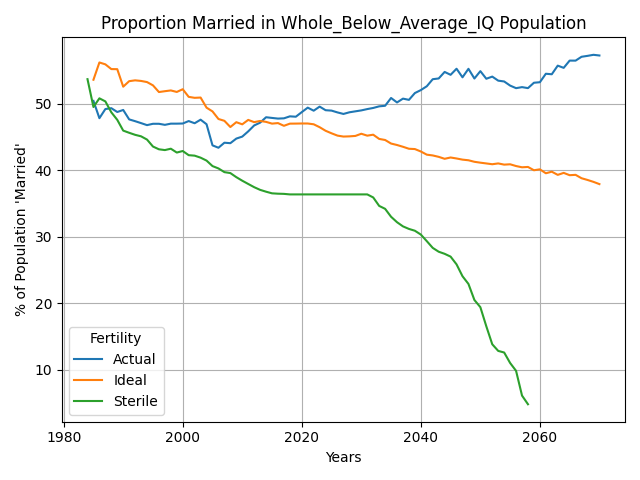 Proportion Married in Whole_Below_Average_IQ Population
% of Population 'Married'
50
40
30
20
10
Fertility
Actual
Ideal
Sterile
1980
2000
2020
2040
2060
Years